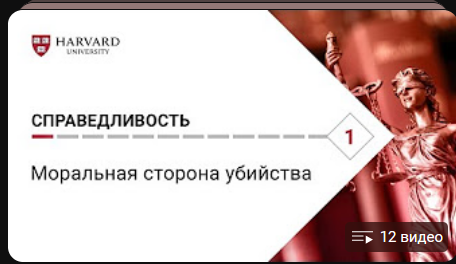 HARVARD
UNIVERSITY
СПРАВЕДЛИВОСТЬ
1
Моральная сторона убийства
12 видео